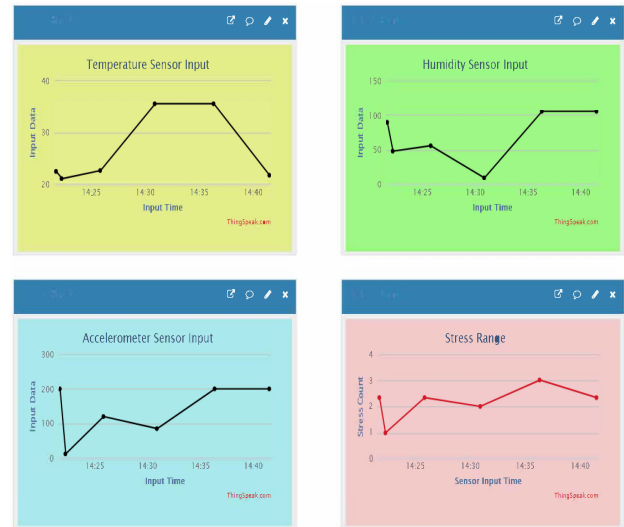 Temperature Sensor Input
40
30
20
Input Data
14:25 14:30 14:35 14:40
Input Time
ThingSpeak.com
Humidity Sensor Input
150
100
50
0
Input Data
14:25 14:30 14:35 14:40
Input Time
ThingSpeak.com
Accelerometer Sensor Input
300
200
100
0
Input Data
14:25 14:30 14:35 14:40
Input Time
ThingSpeak.com
Stress Range
4
3
2
1
0
Stress Count
14:25 14:30 14:35 14:40
Sensor Input Time
ThingSpeak.com